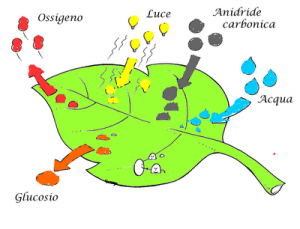 Ossigeno
Luce
Anidride
carbonica
Acqua
Glucosio